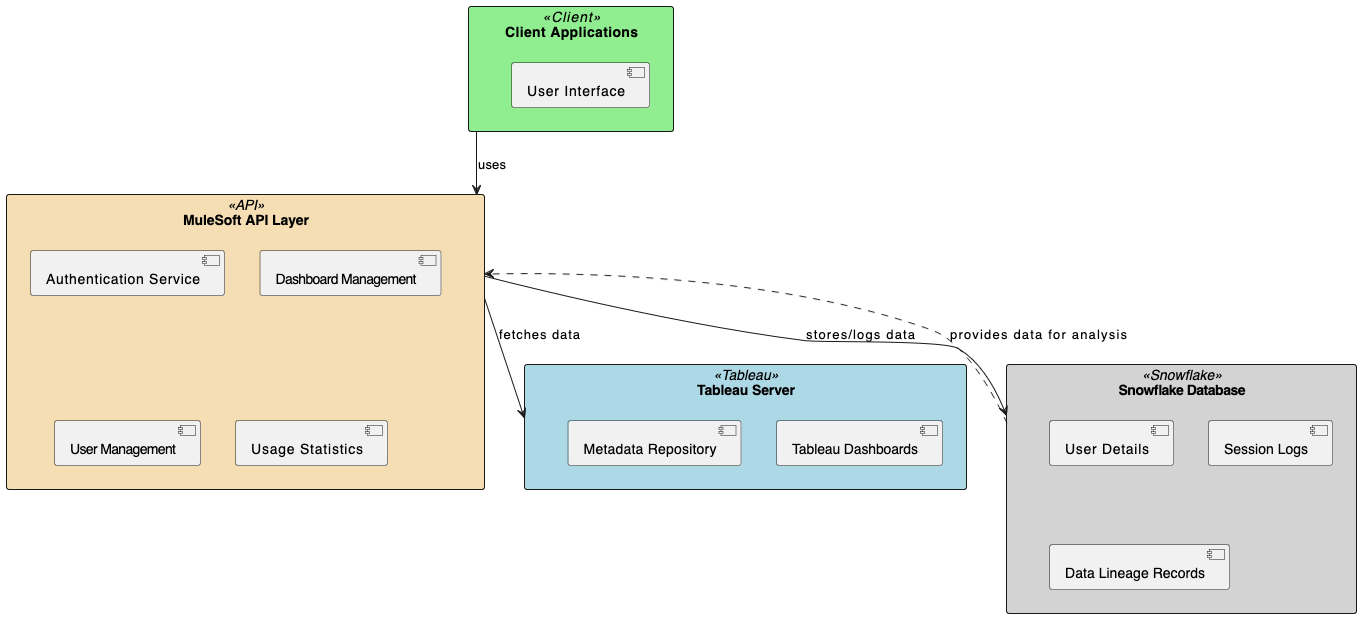 «Client»
Client Applications
User Interface
uses
«API»
MuleSoft API Layer
Authentication Service
Dashboard Management
User Management
Usage Statistics
fetches data
stores/logs data
provides data for analysis
«Tableau»
Tableau Server
Metadata Repository
Tableau Dashboards
«Snowflake»
Snowflake Database
User Details
Session Logs
Data Lineage Records